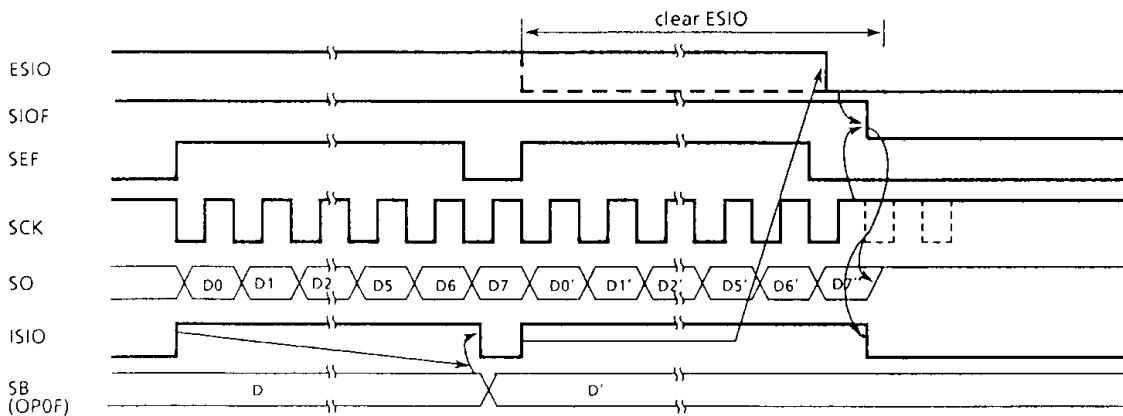 clear ESIO
ESIO
SIOF
SEF
SCK
SO D0 D1 D2 D5 D6 D7 D0′ D1′ D2′ D5′ D6′ D7′
ISIO
SB D D′
(OP0F)